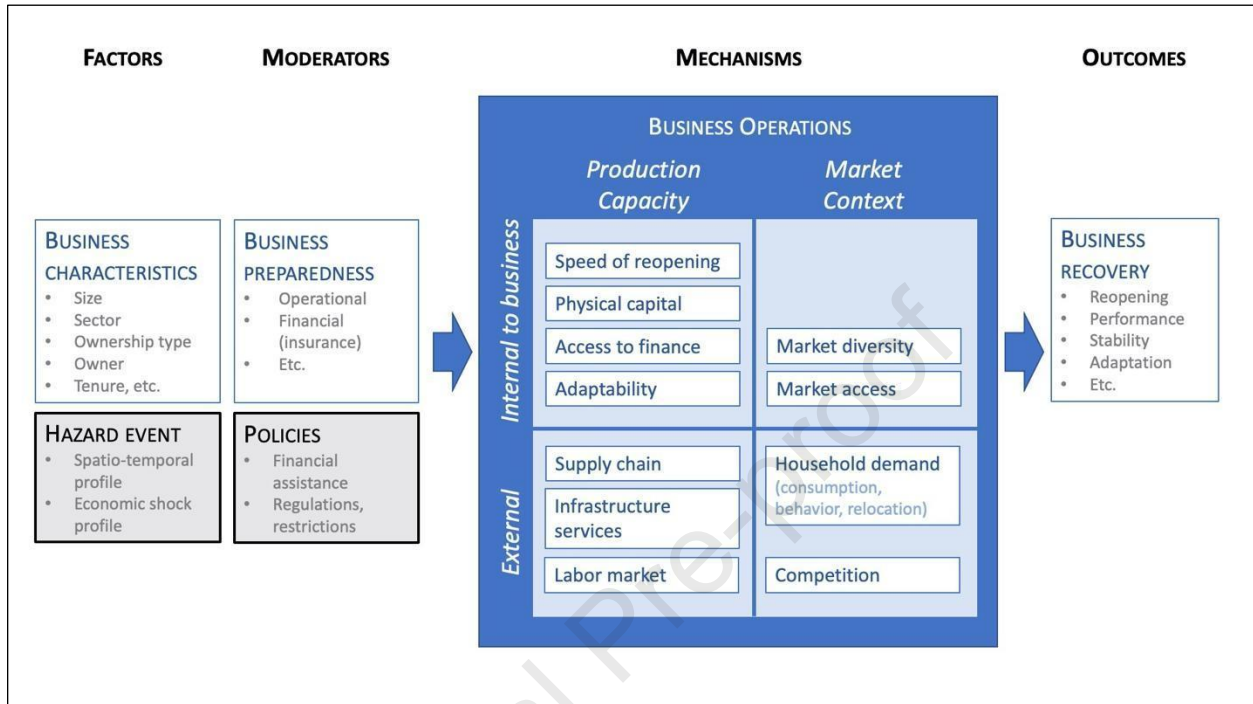 FACTORS
MODERATORS
MECHANISMS
OUTCOMES
BUSINESS OPERATIONS
Production
Capacity
Market
Context
BUSINESS
CHARACTERISTICS
• Size
• Sector
• Ownership type
• Owner
• Tenure, etc.
HAZARD EVENT
• Spatio-temporal
profile
• Economic shock
profile
BUSINESS
PREPAREDNESS
• Operational
• Financial
(insurance)
• Etc.
POLICIES
• Financial
assistance
• Regulations,
restrictions
Internal to business
Speed of reopening
Physical capital
Access to finance
Adaptability
Market diversity
Market access
External
Supply chain
Infrastructure
services
Labor market
Household demand
(consumption,
behavior, relocation)
Competition
BUSINESS
RECOVERY
• Reopening
• Performance
• Stability
• Adaptation
• Etc.
Pre-proof